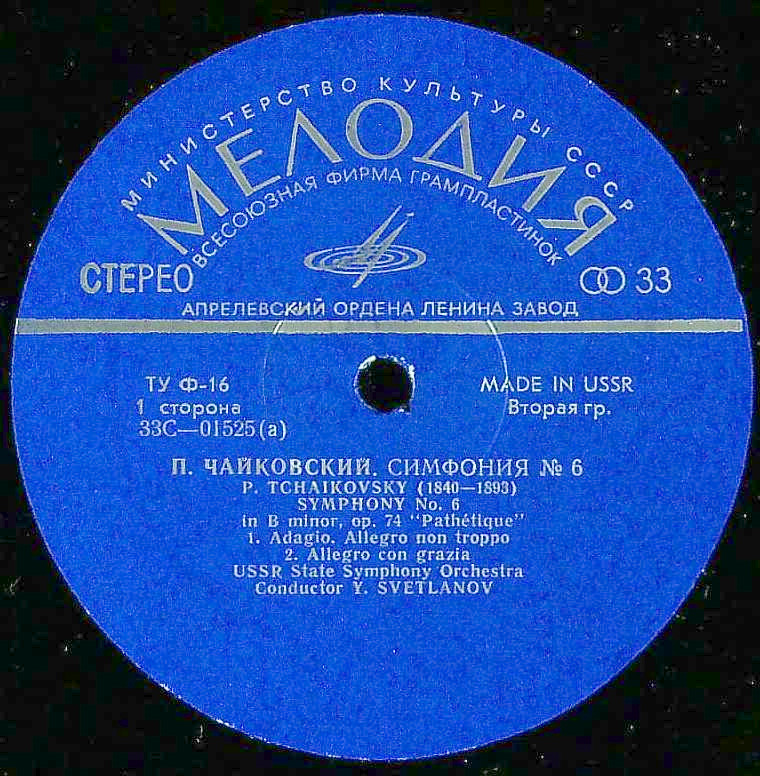 МИНИСТЕРСТВО КУЛЬТУРЫ СССР
МЕЛОДИЯ
ВСЕСОЮЗНАЯ ФИРМА ГРАМПЛАСТИНОК
СТЕРЕО
33
АПРЕЛЕВСКИЙ ОРДЕНА ЛЕНИНА ЗАВОД
ТУ Ф-16
MADE IN USSR
1 сторона
Вторая гр.
33С—01525(а)
П. ЧАЙКОВСКИЙ. СИМФОНИЯ № 6
P. TCHAIKOVSKY (1840—1893)
SYMPHONY No. 6
in B minor, op. 74 "Pathétique"
1. Adagio. Allegro non troppo
2. Allegro con grazia
USSR State Symphony Orchestra
Conductor Y. SVETLANOV